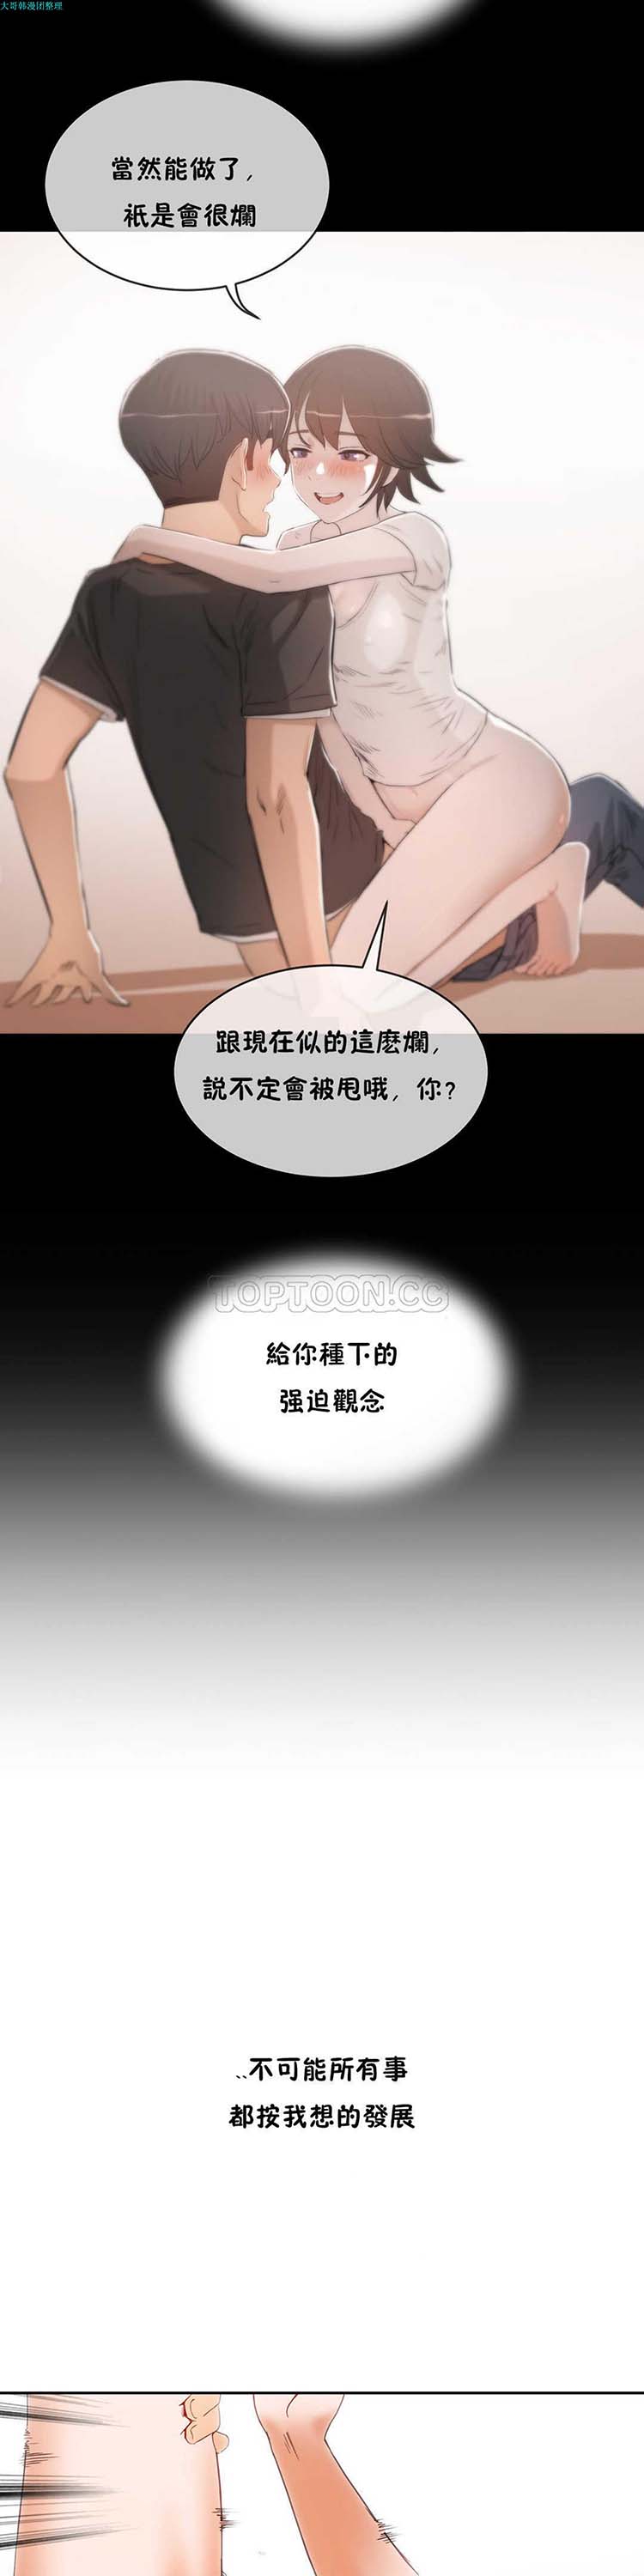 大哥韩漫团整理
當然能做了,
衹是會很爛
跟現在似的這麽爛,
說不定會被甩哦,你?
TOPTOON.CC
給你種下的
强迫觀念
..不可能所有事
都按我想的發展